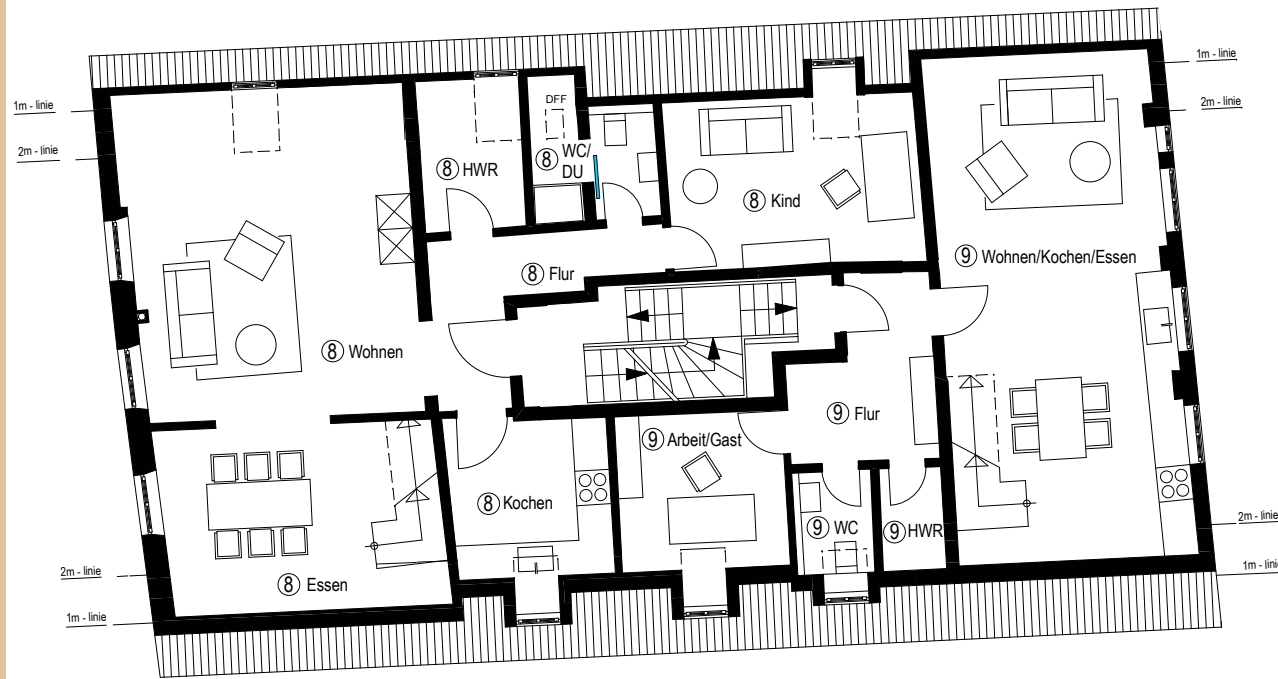 1m - linie
1m - linie
2m - linie
2m - linie
DFF
8 WC/
DU
8 HWR
8 Kind
9 Wohnen/Kochen/Essen
8 Flur
8 Wohnen
9 Flur
9 Arbeit/Gast
8 Kochen
9 WC
9 HWR
2m - linie
2m - linie
8 Essen
1m - linie
1m - linie